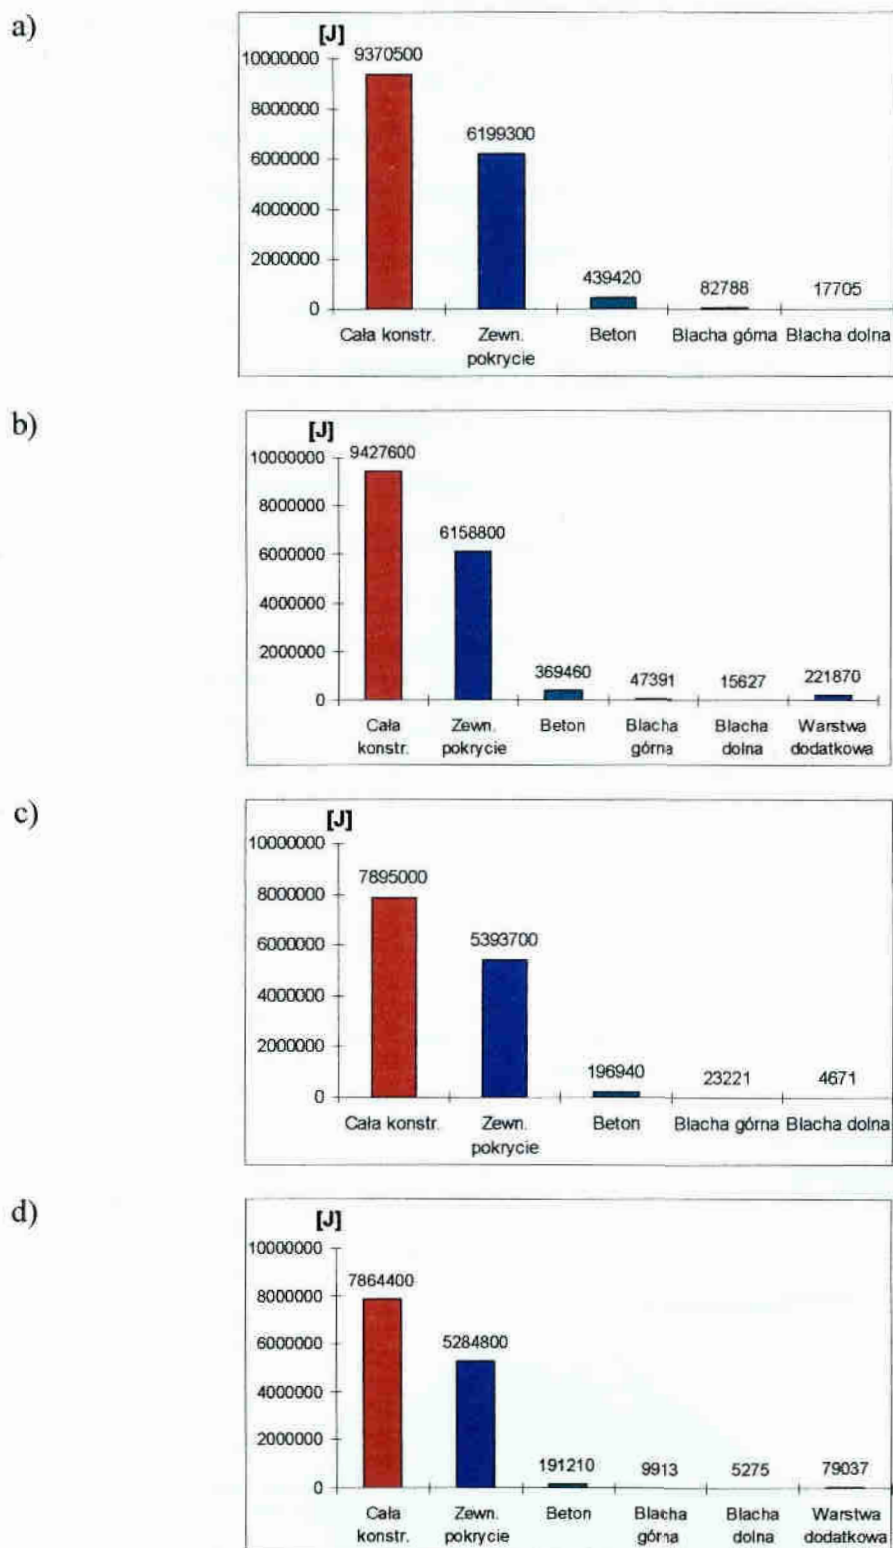 a)
[J]
10000000
9370500
8000000
6199300
6000000
4000000
2000000
439420
82788
17705
0
Cała konstr.
Zewn.
pokrycie
Beton
Blacha górna
Blacha dolna
b)
[J]
10000000
9427600
8000000
6158800
6000000
4000000
2000000
369460
47391
15627
221870
0
Cała
konstr.
Zewn.
pokrycie
Beton
Blacha
górna
Blacha
dolna
Warstwa
dodatkowa
c)
[J]
10000000
7895000
8000000
5393700
6000000
4000000
2000000
196940
23221
4671
0
Cała konstr.
Zewn.
pokrycie
Beton
Blacha górna
Blacha dolna
d)
[J]
10000000
7864400
8000000
5284800
6000000
4000000
2000000
191210
9913
5275
79037
0
Cała
konstr.
Zewn.
pokrycie
Beton
Blacha
górna
Blacha
dolna
Warstwa
dodatkowa